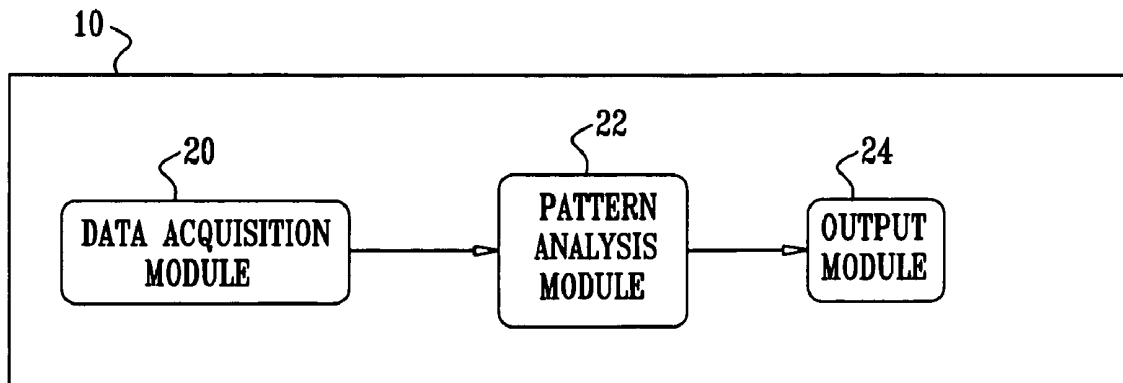 10
20
22
24
DATA ACQUISITION
MODULE
PATTERN
ANALYSIS
MODULE
OUTPUT
MODULE